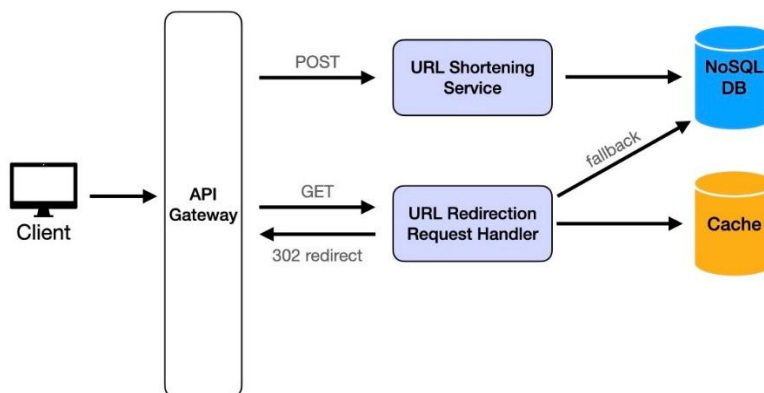 POST
URL Shortening
Service
NoSQL
DB
fallback
Client
API
Gateway
GET
302 redirect
URL Redirection
Request Handler
Cache